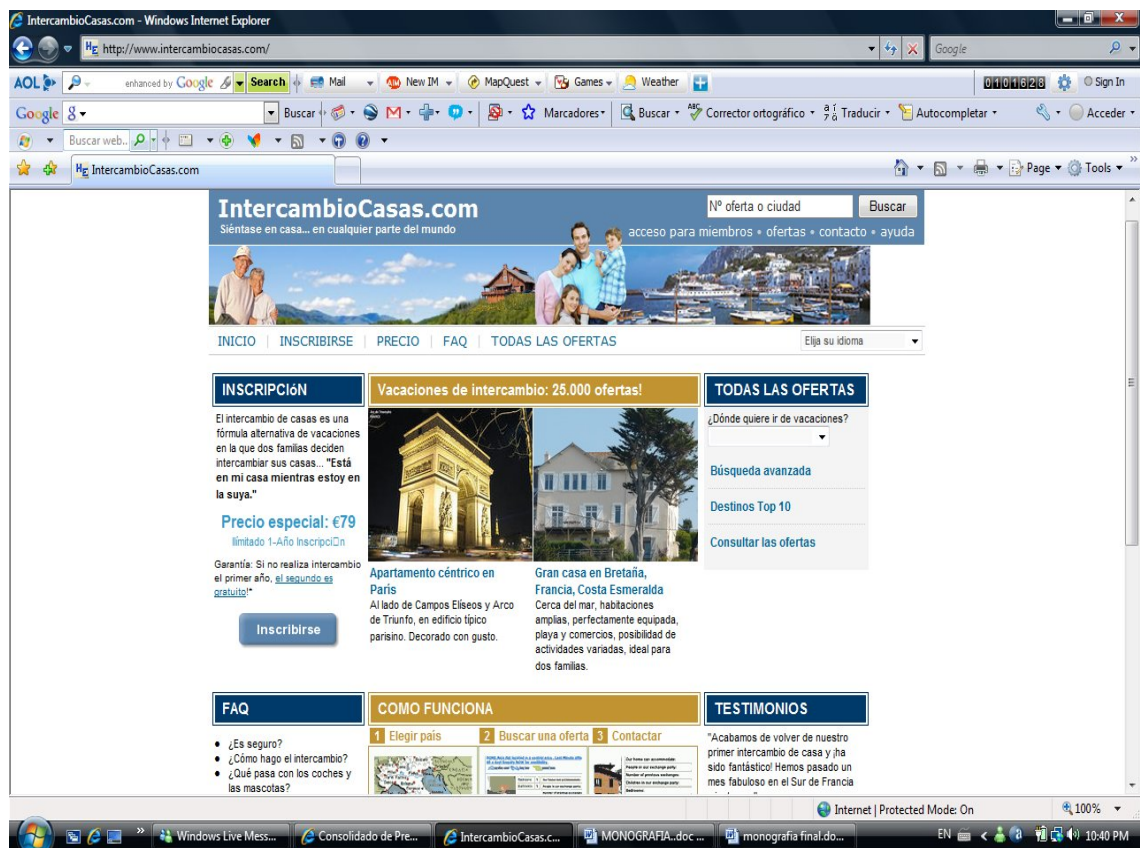 IntercambioCasas.com - Windows Internet Explorer
http://www.intercambiocasas.com/
Google
AOL enhanced by Google Search Mail New IM MapQuest Games Weather 0101628 Sign In
Google Buscar Marcadores Buscar Corrector ortográfico Traducir Autocompletar Acceder
Buscar web..
IntercambioCasas.com Page Tools
IntercambioCasas.com
Siéntase en casa... en cualquier parte del mundo
Nº oferta o ciudad Buscar
acceso para miembros • ofertas • contacto • ayuda
INICIO | INSCRIBIRSE | PRECIO | FAQ | TODAS LAS OFERTAS
Elija su idioma
INSCRIPCIóN
El intercambio de casas es una
fórmula alternativa de vacaciones
en la que dos familias deciden
intercambiar sus casas... "Está
en mi casa mientras estoy en
la suya."
Precio especial: €79
Ilimitado 1-Año Inscripci□n
Garantía: Si no realiza intercambio
el primer año, el segundo es
gratuito!*
Inscribirse
Vacaciones de intercambio: 25.000 ofertas!
Apartamento céntrico en
París
Al lado de Campos Elíseos y Arco
de Triunfo, en edificio típico
parisino. Decorado con gusto.
Gran casa en Bretaña,
Francia, Costa Esmeralda
Cerca del mar, habitaciones
amplias, perfectamente equipada,
playa y comercios, posibilidad de
actividades variadas, ideal para
dos familias.
TODAS LAS OFERTAS
¿Dónde quiere ir de vacaciones?
Búsqueda avanzada
Destinos Top 10
Consultar las ofertas
FAQ
• ¿Es seguro?
• ¿Cómo hago el intercambio?
• ¿Qué pasa con los coches y
las mascotas?
COMO FUNCIONA
1 Elegir país 2 Buscar una oferta 3 Contactar
TESTIMONIOS
"Acabamos de volver de nuestro
primer intercambio de casa y ¡ha
sido fantástico! Hemos pasado un
mes fabuloso en el Sur de Francia
Internet | Protected Mode: On 100%
Windows Live Mess... Consolidado de Pre... IntercambioCasas.c... MONOGRAFIA..doc ... monografia final.do... EN 10:40 PM